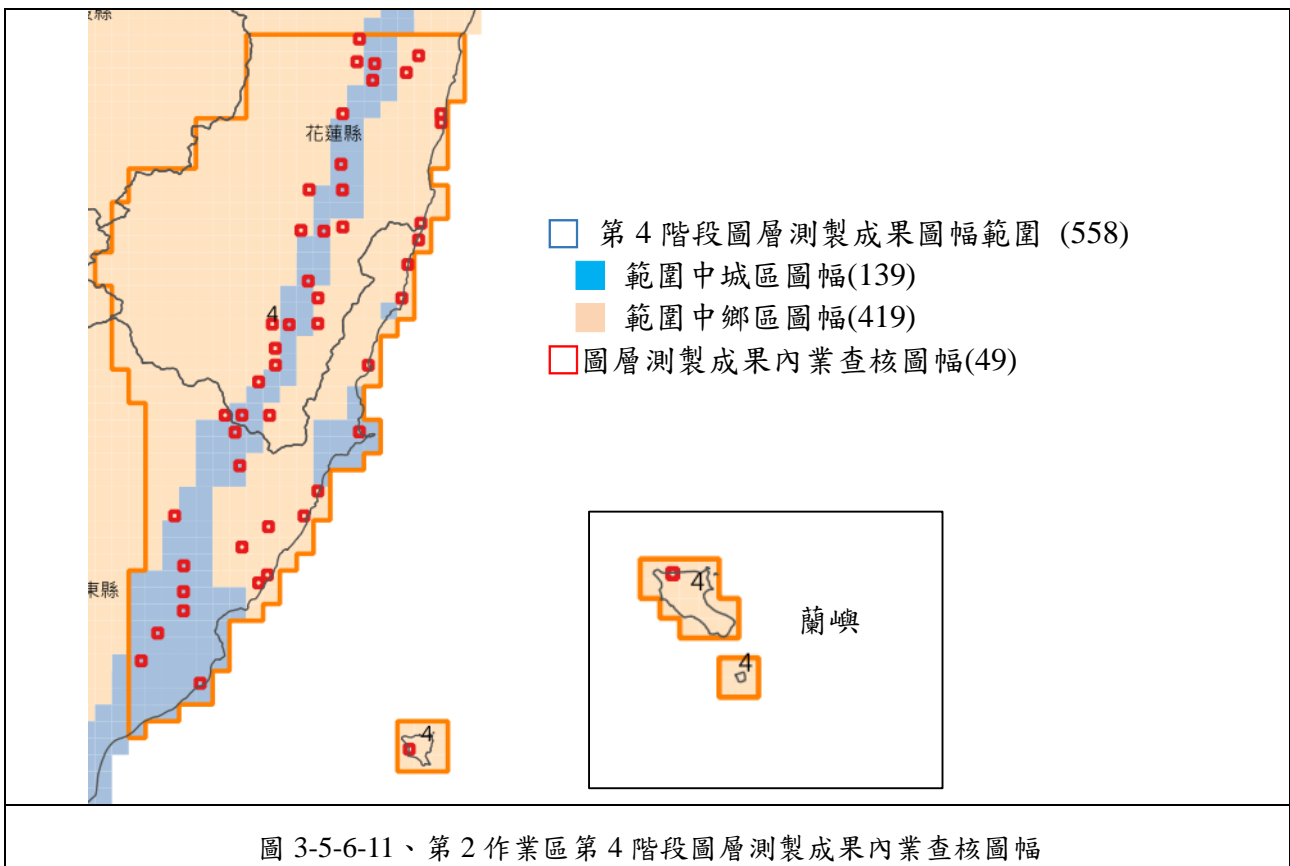 花蓮縣
4
東縣
4
第 4 階段圖層測製成果圖幅範圍 (558)
範圍中城區圖幅(139)
範圍中鄉區圖幅(419)
圖層測製成果內業查核圖幅(49)
4
4
蘭嶼
圖 3-5-6-11、第 2 作業區第 4 階段圖層測製成果內業查核圖幅